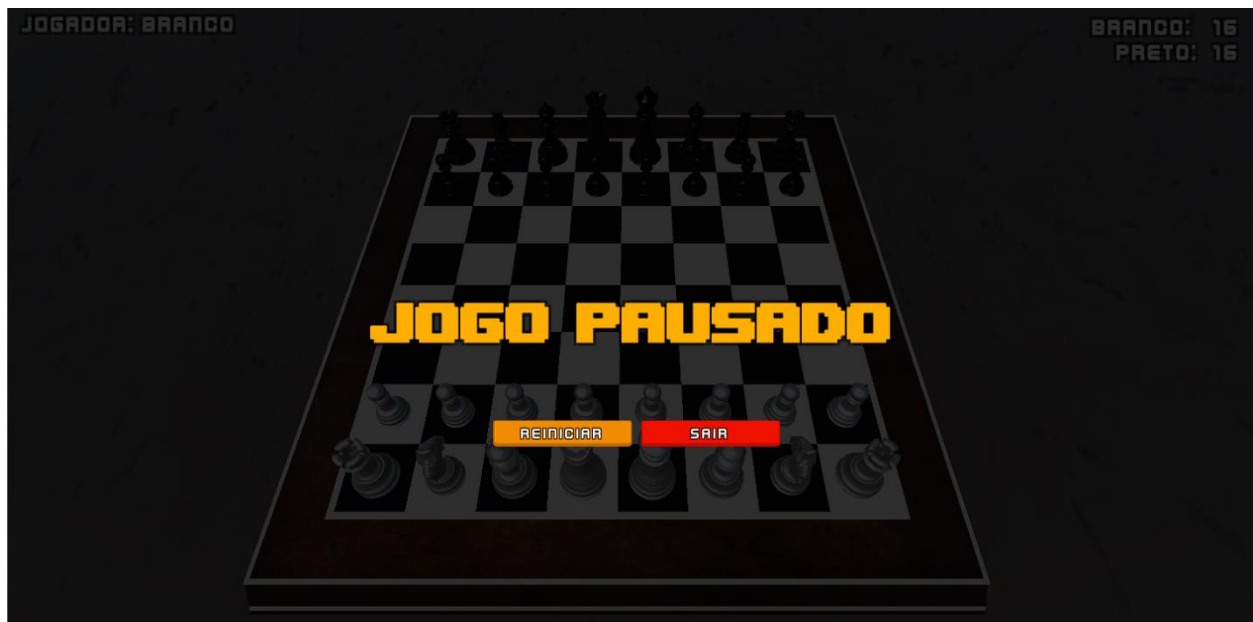 JOGADOR: BRANCO
BRANCO: 16
PRETO: 16
JOGO PAUSADO
REINICIAR
SAIR